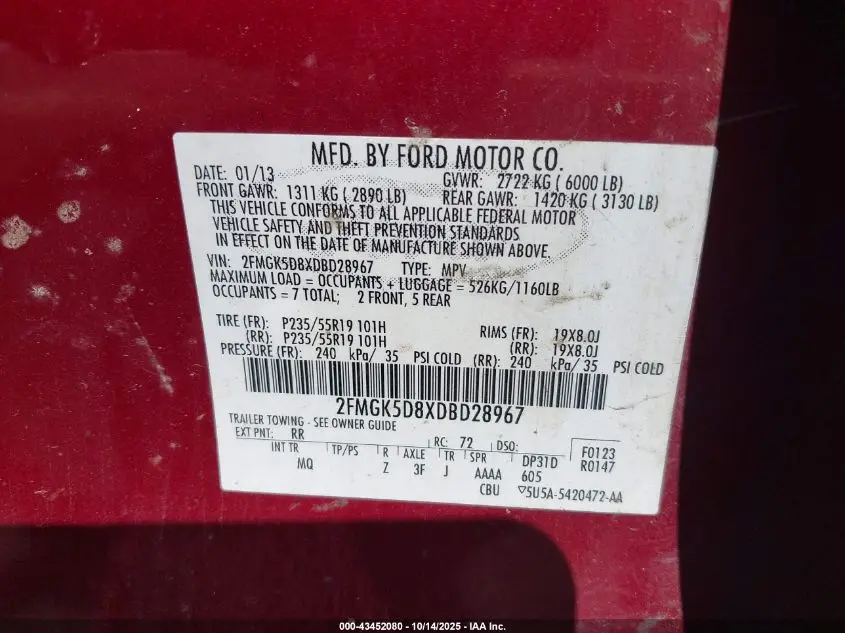 MFD. BY FORD MOTOR CO.
DATE: 01/13 GVWR: 2722 KG ( 6000 LB)
FRONT GAWR: 1311 KG ( 2890 LB) REAR GAWR: 1420 KG ( 3130 LB)
THIS VEHICLE CONFORMS TO ALL APPLICABLE FEDERAL MOTOR
VEHICLE SAFETY AND THEFT PREVENTION STANDARDS
IN EFFECT ON THE DATE OF MANUFACTURE SHOWN ABOVE.
VIN: 2FMGK5D8XDBD28967 TYPE: MPV
MAXIMUM LOAD = OCCUPANTS + LUGGAGE = 526KG/1160LB
OCCUPANTS = 7 TOTAL; 2 FRONT, 5 REAR
TIRE (FR): P235/55R19 101H RIMS (FR): 19X8.0J
(RR): P235/55R19 101H (RR): 19X8.0J
PRESSURE (FR): 240 kPa/ 35 PSI COLD (RR): 240 kPa/ 35 PSI COLD
2FMGK5D8XDBD28967
TRAILER TOWING - SEE OWNER GUIDE
EXT PNT: RR RC: 72 DSO: F0123
INT TR TP/PS R AXLE TR SPR DP31D R0147
MQ Z 3F J AAAA 605
CBU ▽5U5A-5420472-AA
000-43452080 - 10/14/2025 - IAA Inc.